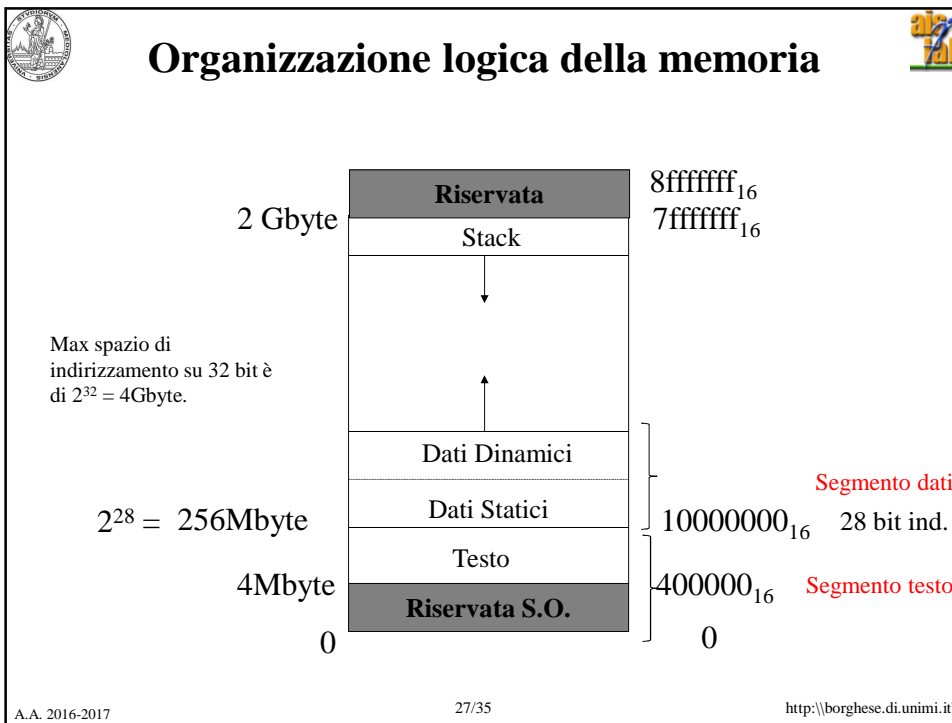 Organizzazione logica della memoria
Riservata
8fffffff₁₆
2 Gbyte
7fffffff₁₆
Stack
Max spazio di
indirizzamento su 32 bit è
di 2³² = 4Gbyte.
Dati Dinamici
Segmento dati
2²⁸ = 256Mbyte
Dati Statici
10000000₁₆
28 bit ind.
Testo
4Mbyte
400000₁₆
Segmento testo
Riservata S.O.
0
0
A.A. 2016-2017
27/35
http:\\borghese.di.unimi.it